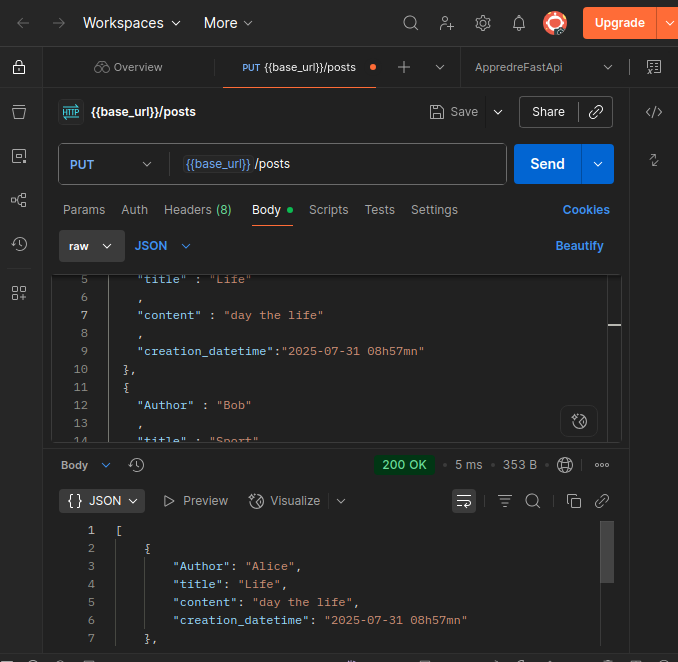 Workspaces More Upgrade
Overview PUT {{base_url}}/posts AppredreFastApi
HTTP {{base_url}}/posts Save Share
PUT {{base_url}} /posts Send
Params Auth Headers (8) Body Scripts Tests Settings Cookies
raw JSON Beautify
5 "title" : "Life"
6 ,
7 "content" : "day the life"
8 ,
9 "creation_datetime":"2025-07-31 08h57mn"
10 },
11 {
12 "Author" : "Bob"
13 ,
14 "title" : "Sport"
Body 200 OK • 5 ms • 353 B •
{} JSON Preview Visualize
1 [
2 {
3 "Author": "Alice",
4 "title": "Life",
5 "content": "day the life",
6 "creation_datetime": "2025-07-31 08h57mn"
7 },